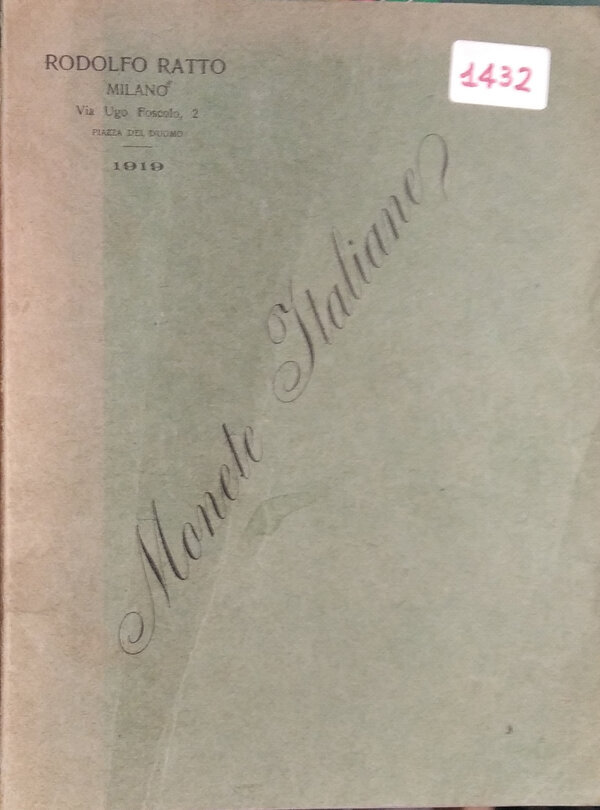 RODOLFO RATTO
MILANO
Via Ugo Foscolo, 2
PIAZZA DEL DUOMO
1919
1432
Monete Italiane